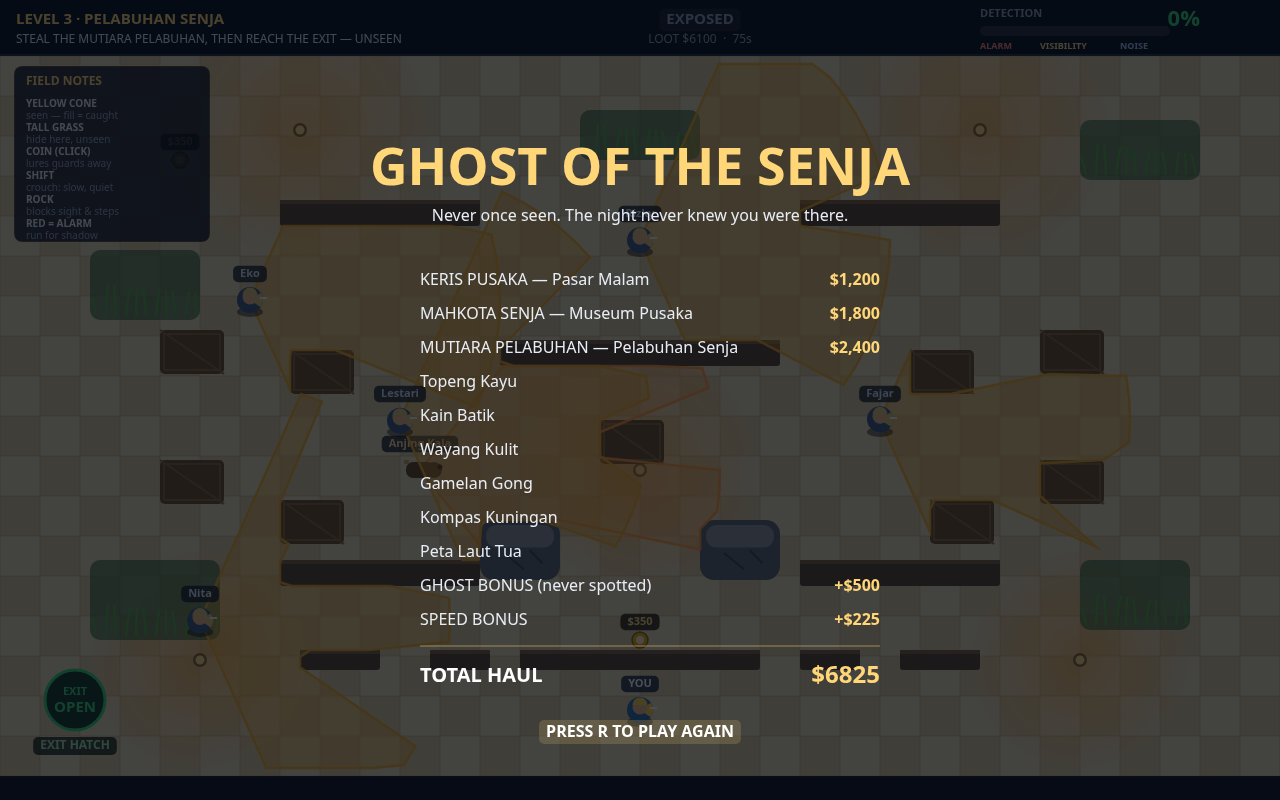 LEVEL 3 · PELABUHAN SENJA
STEAL THE MUTIARA PELABUHAN, THEN REACH THE EXIT — UNSEEN
EXPOSED
LOOT $6100 · 75s
DETECTION
0%
ALARM
VISIBILITY
NOISE
FIELD NOTES
YELLOW CONE
seen — fill = caught
TALL GRASS
hide here, unseen
COIN (CLICK)
lures guards away
SHIFT
crouch: slow, quiet
ROCK
blocks sight & steps
RED = ALARM
run for shadow
$350
GHOST OF THE SENJA
Never once seen. The night never knew you were there.
Eko
KERIS PUSAKA — Pasar Malam $1,200
MAHKOTA SENJA — Museum Pusaka $1,800
MUTIARA PELABUHAN — Pelabuhan Senja $2,400
Topeng Kayu
Lestari
Fajar
Kain Batik
Wayang Kulit
Gamelan Gong
Kompas Kuningan
Peta Laut Tua
GHOST BONUS (never spotted) +$500
Nita
SPEED BONUS +$225
$350
TOTAL HAUL $6825
YOU
EXIT
OPEN
EXIT HATCH
PRESS R TO PLAY AGAIN